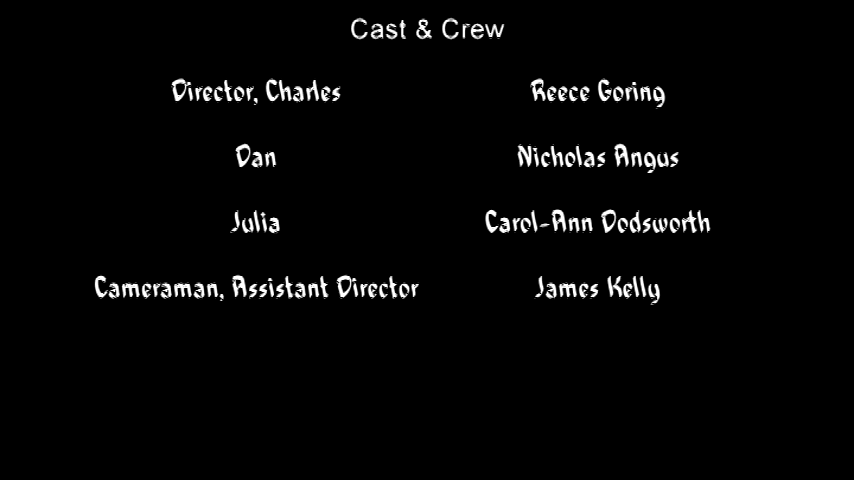 Cast & Crew
Director, Charles Reece Goring
Dan Nicholas Angus
Julia Carol-Ann Dodsworth
Cameraman, Assistant Director James Kelly